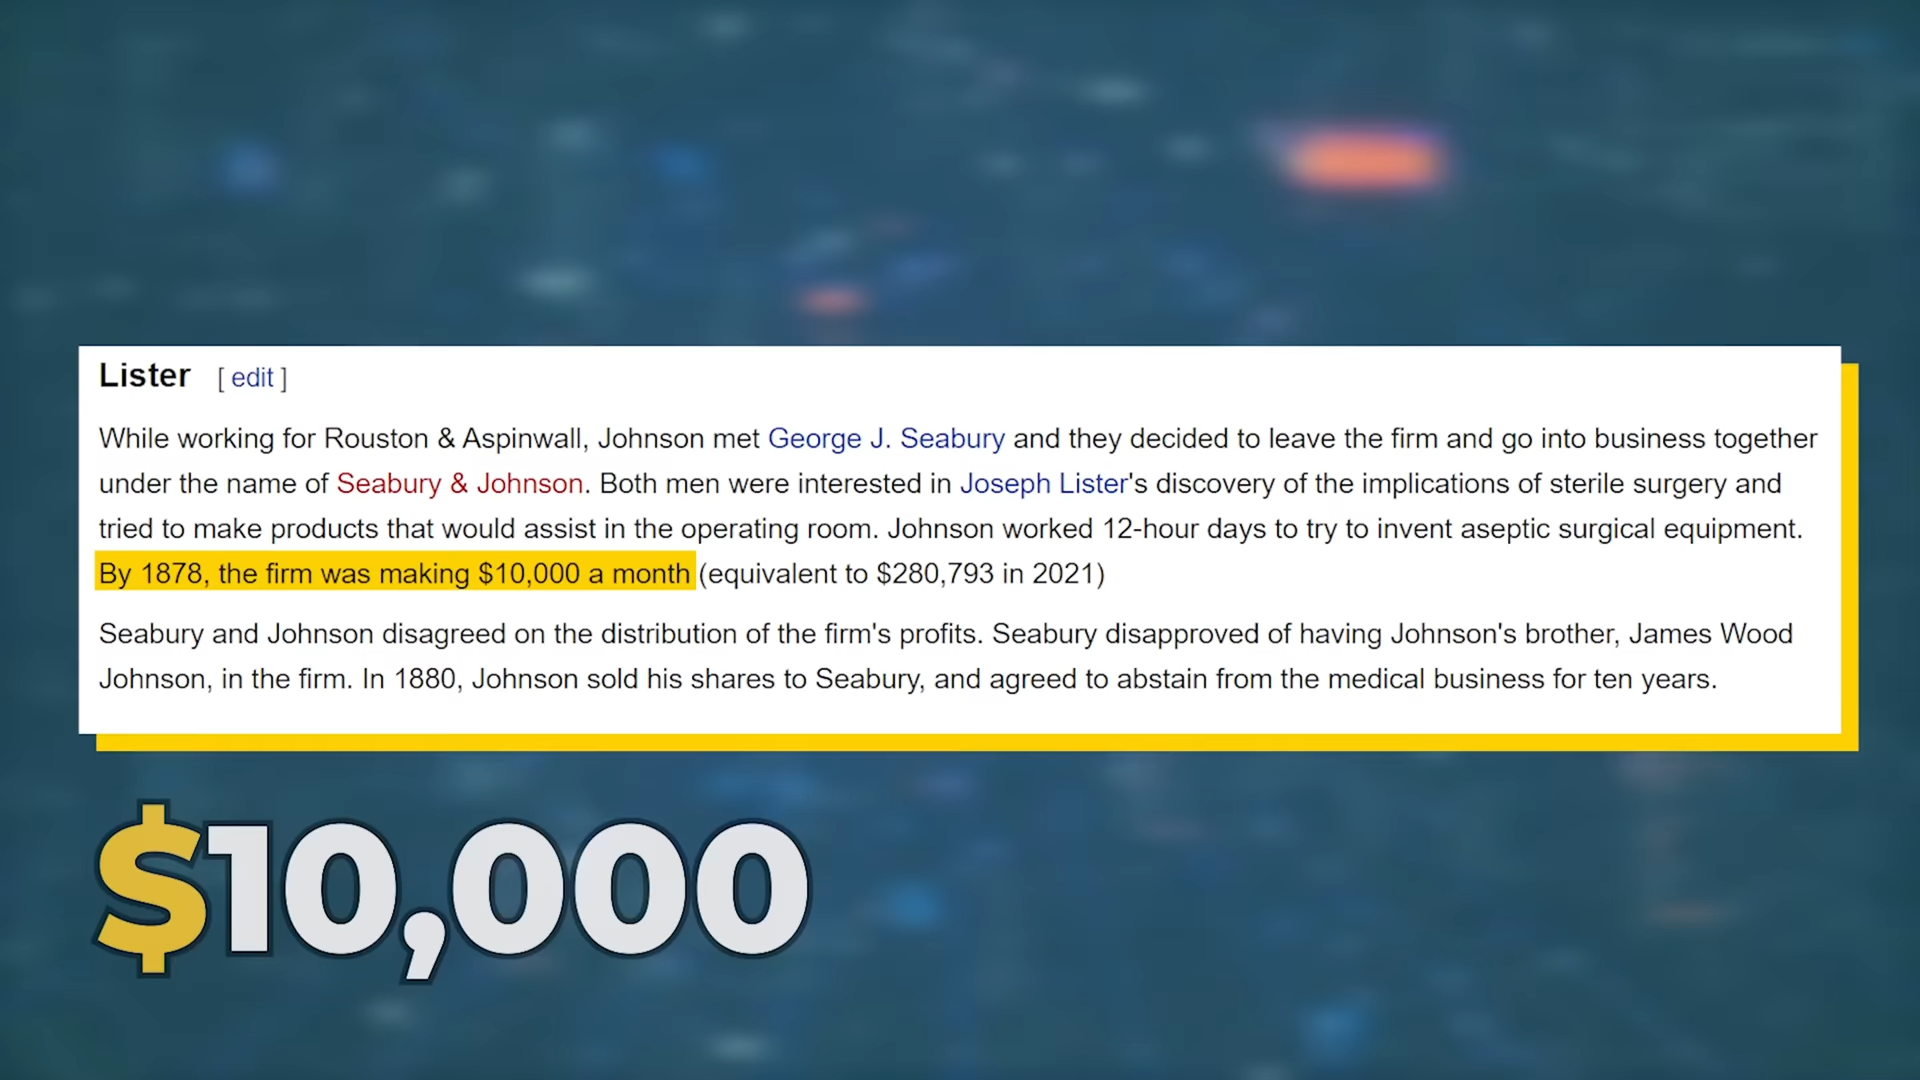 Lister [ edit ]
While working for Rouston & Aspinwall, Johnson met George J. Seabury and they decided to leave the firm and go into business together
under the name of Seabury & Johnson. Both men were interested in Joseph Lister's discovery of the implications of sterile surgery and
tried to make products that would assist in the operating room. Johnson worked 12-hour days to try to invent aseptic surgical equipment.
By 1878, the firm was making $10,000 a month (equivalent to $280,793 in 2021)
Seabury and Johnson disagreed on the distribution of the firm's profits. Seabury disapproved of having Johnson's brother, James Wood
Johnson, in the firm. In 1880, Johnson sold his shares to Seabury, and agreed to abstain from the medical business for ten years.
$10,000